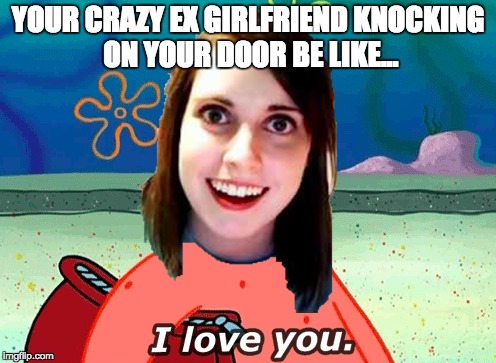 YOUR CRAZY EX GIRLFRIEND KNOCKING
ON YOUR DOOR BE LIKE...
I love you.
imgflip.com